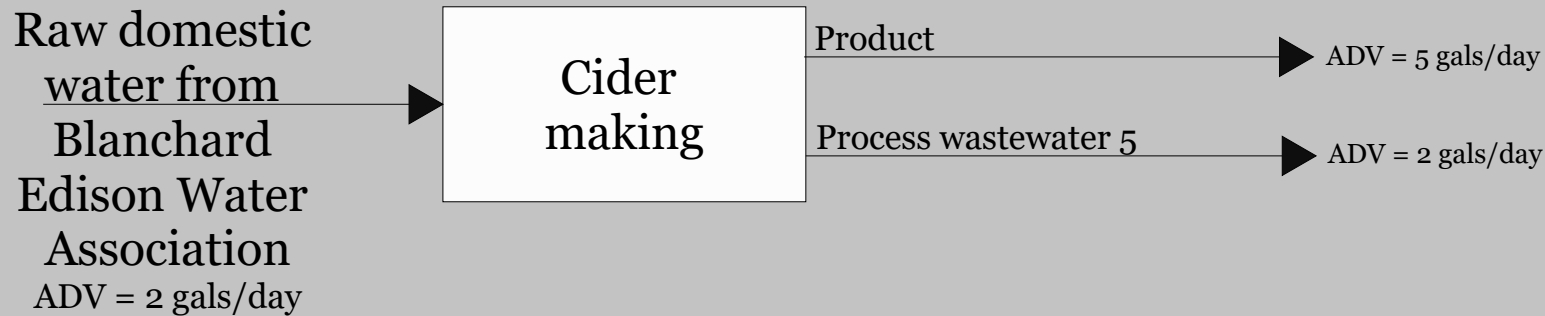 Raw domestic
water from
Blanchard
Edison Water
Association
ADV = 2 gals/day
Cider
making
Product
ADV = 5 gals/day
Process wastewater 5
ADV = 2 gals/day